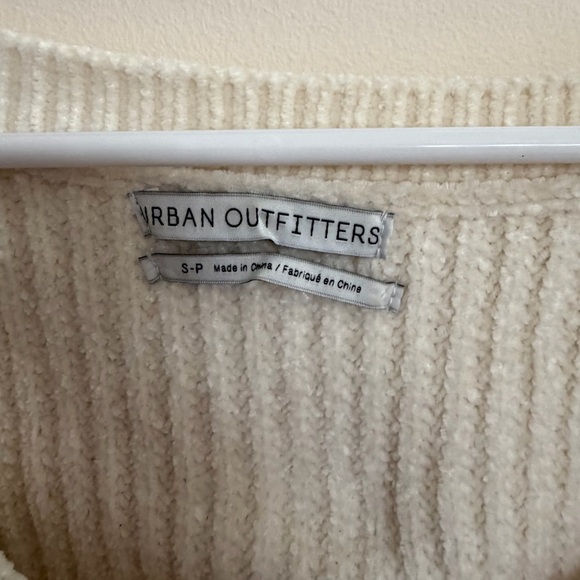 URBAN OUTFITTERS
S-P Made in China / Fabriqué en Chine